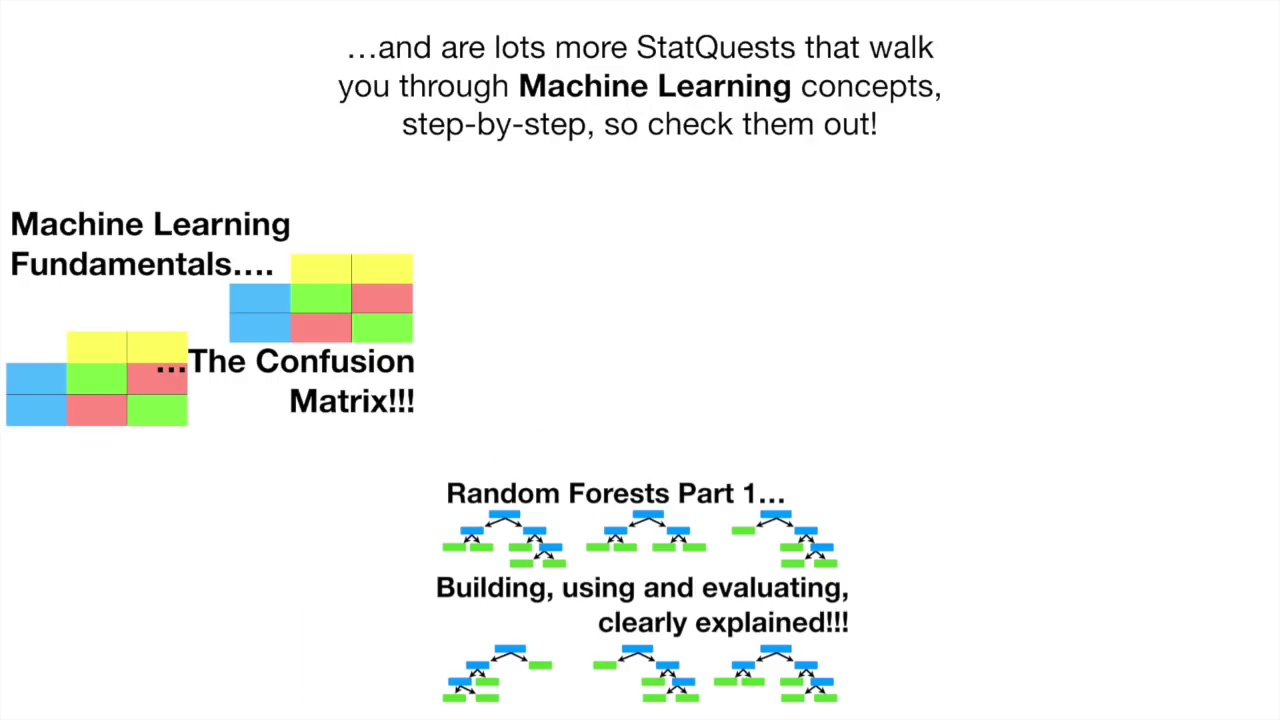 …and are lots more StatQuests that walk
you through Machine Learning concepts,
step-by-step, so check them out!
Machine Learning
Fundamentals….
…The Confusion
Matrix!!!
Random Forests Part 1…
Building, using and evaluating,
clearly explained!!!